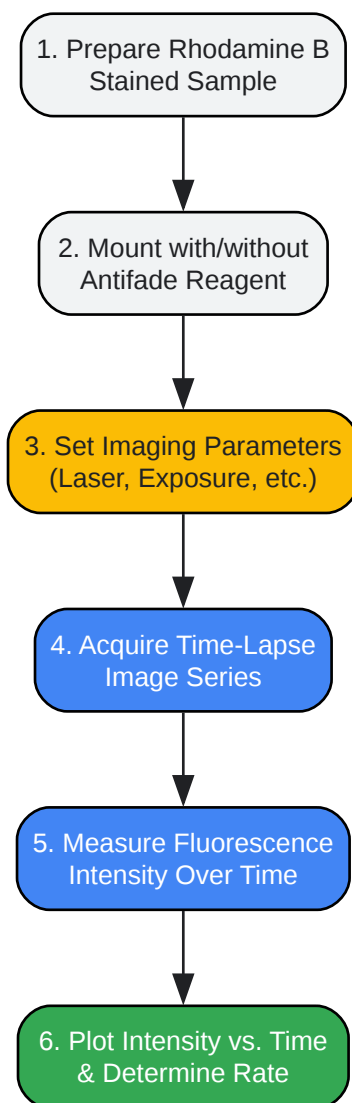 1. Prepare Rhodamine B
Stained Sample
2. Mount with/without
Antifade Reagent
3. Set Imaging Parameters
(Laser, Exposure, etc.)
4. Acquire Time-Lapse
Image Series
5. Measure Fluorescence
Intensity Over Time
6. Plot Intensity vs. Time
& Determine Rate